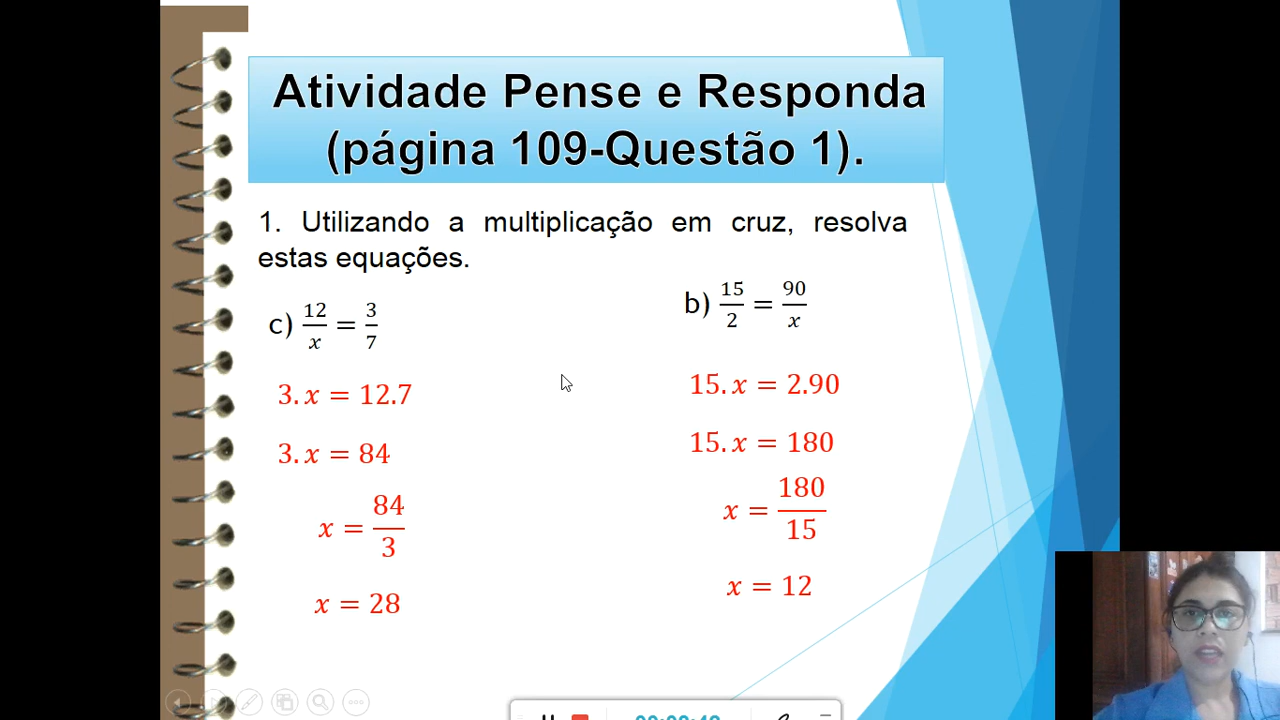 Atividade Pense e Responda
(página 109-Questão 1).
1. Utilizando a multiplicação em cruz, resolva
estas equações.
c) 12/x = 3/7
3.x = 12.7
3.x = 84
x = 84/3
x = 28
b) 15/2 = 90/x
15.x = 2.90
15.x = 180
x = 180/15
x = 12